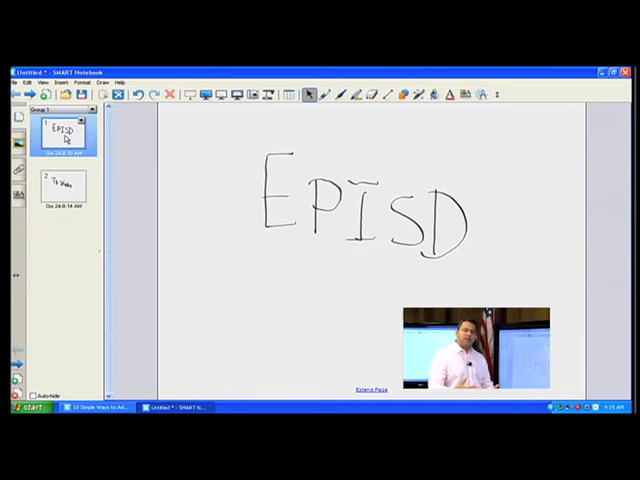 Untitled * - SMART Notebook
File Edit View Insert Format Draw Help
Group 1
1
EPISD
Oct 24-9:10 AM
2
Oct 24-9:14 AM
EPISD
Extend Page
Auto-hide
start
10 Simple Ways to Ad...
Untitled * - SMART N...
9:15 AM